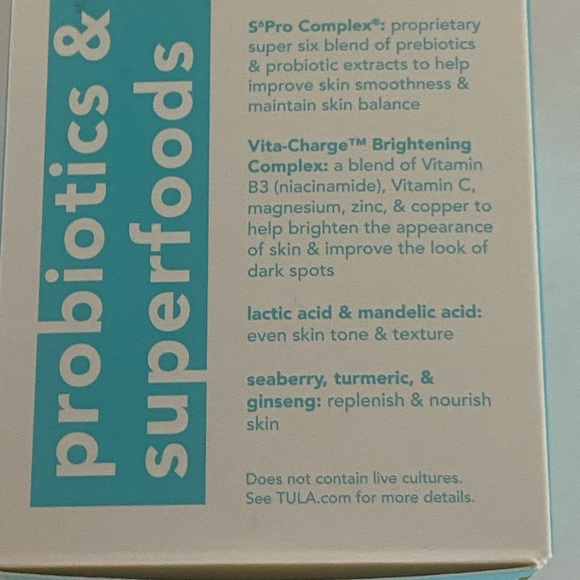 probiotics &
superfoods
S⁶Pro Complex®: proprietary
super six blend of prebiotics
& probiotic extracts to help
improve skin smoothness &
maintain skin balance
Vita-Charge™ Brightening
Complex: a blend of Vitamin
B3 (niacinamide), Vitamin C,
magnesium, zinc, & copper to
help brighten the appearance
of skin & improve the look of
dark spots
lactic acid & mandelic acid:
even skin tone & texture
seaberry, turmeric, &
ginseng: replenish & nourish
skin
Does not contain live cultures.
See TULA.com for more details.